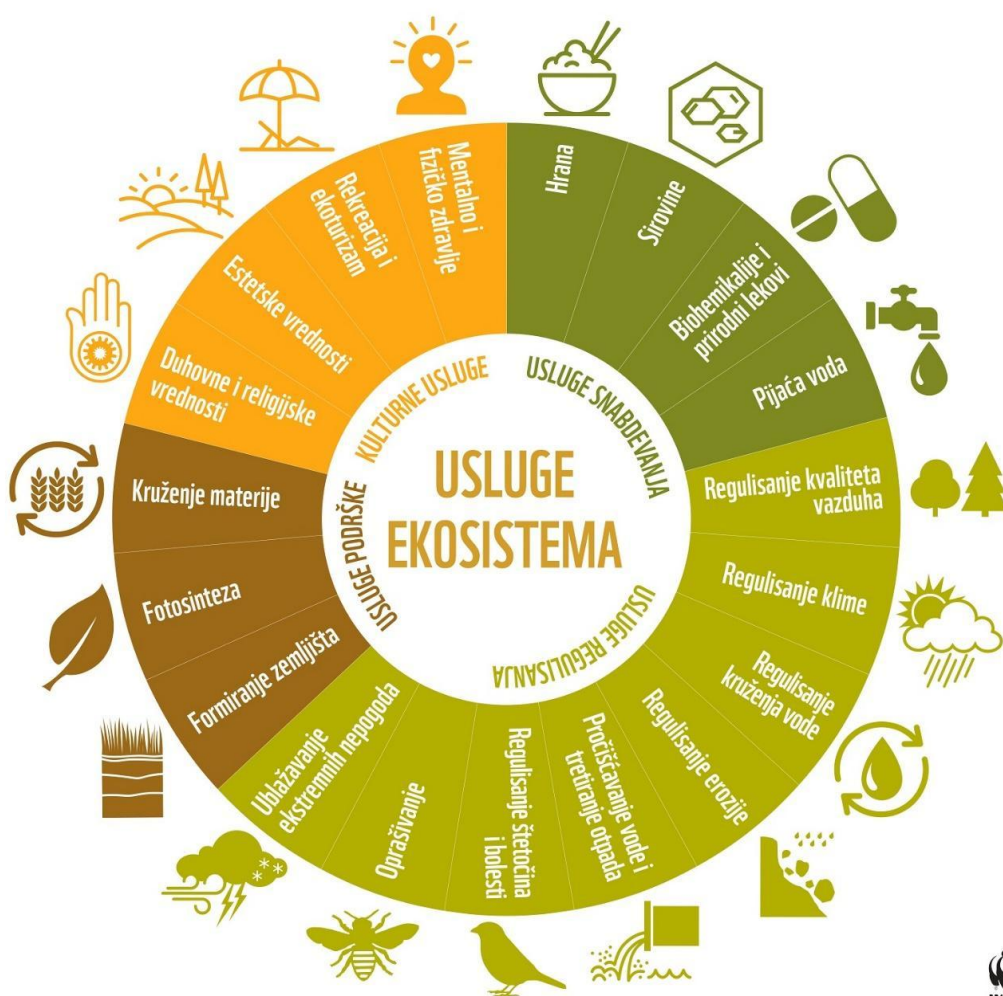 USLUGE
EKOSISTEMA
USLUGE SNABDEVANJA
Hrana
Sirovine
Biohemikalije i
prirodni lekovi
Pijaća voda
USLUGE REGULISANJA
Regulisanje kvaliteta
vazduha
Regulisanje klime
Regulisanje
kruženja vode
Regulisanje erozije
Pročišćavanje vode i
tretiranje otpada
Regulisanje štetočina
i bolesti
Oprašivanje
Ublažavanje
ekstremnih nepogoda
USLUGE PODRŠKE
Formiranje zemljišta
Fotosinteza
Kruženje materije
KULTURNE USLUGE
Duhovne i religijske
vrednosti
Estetske vrednosti
Rekreacija i
ekoturizam
Mentalno i
fizičko zdravlje